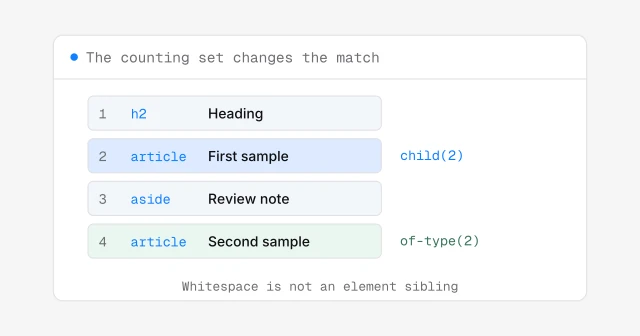 The counting set changes the match
1 h2 Heading
2 article First sample child(2)
3 aside Review note
4 article Second sample of-type(2)
Whitespace is not an element sibling